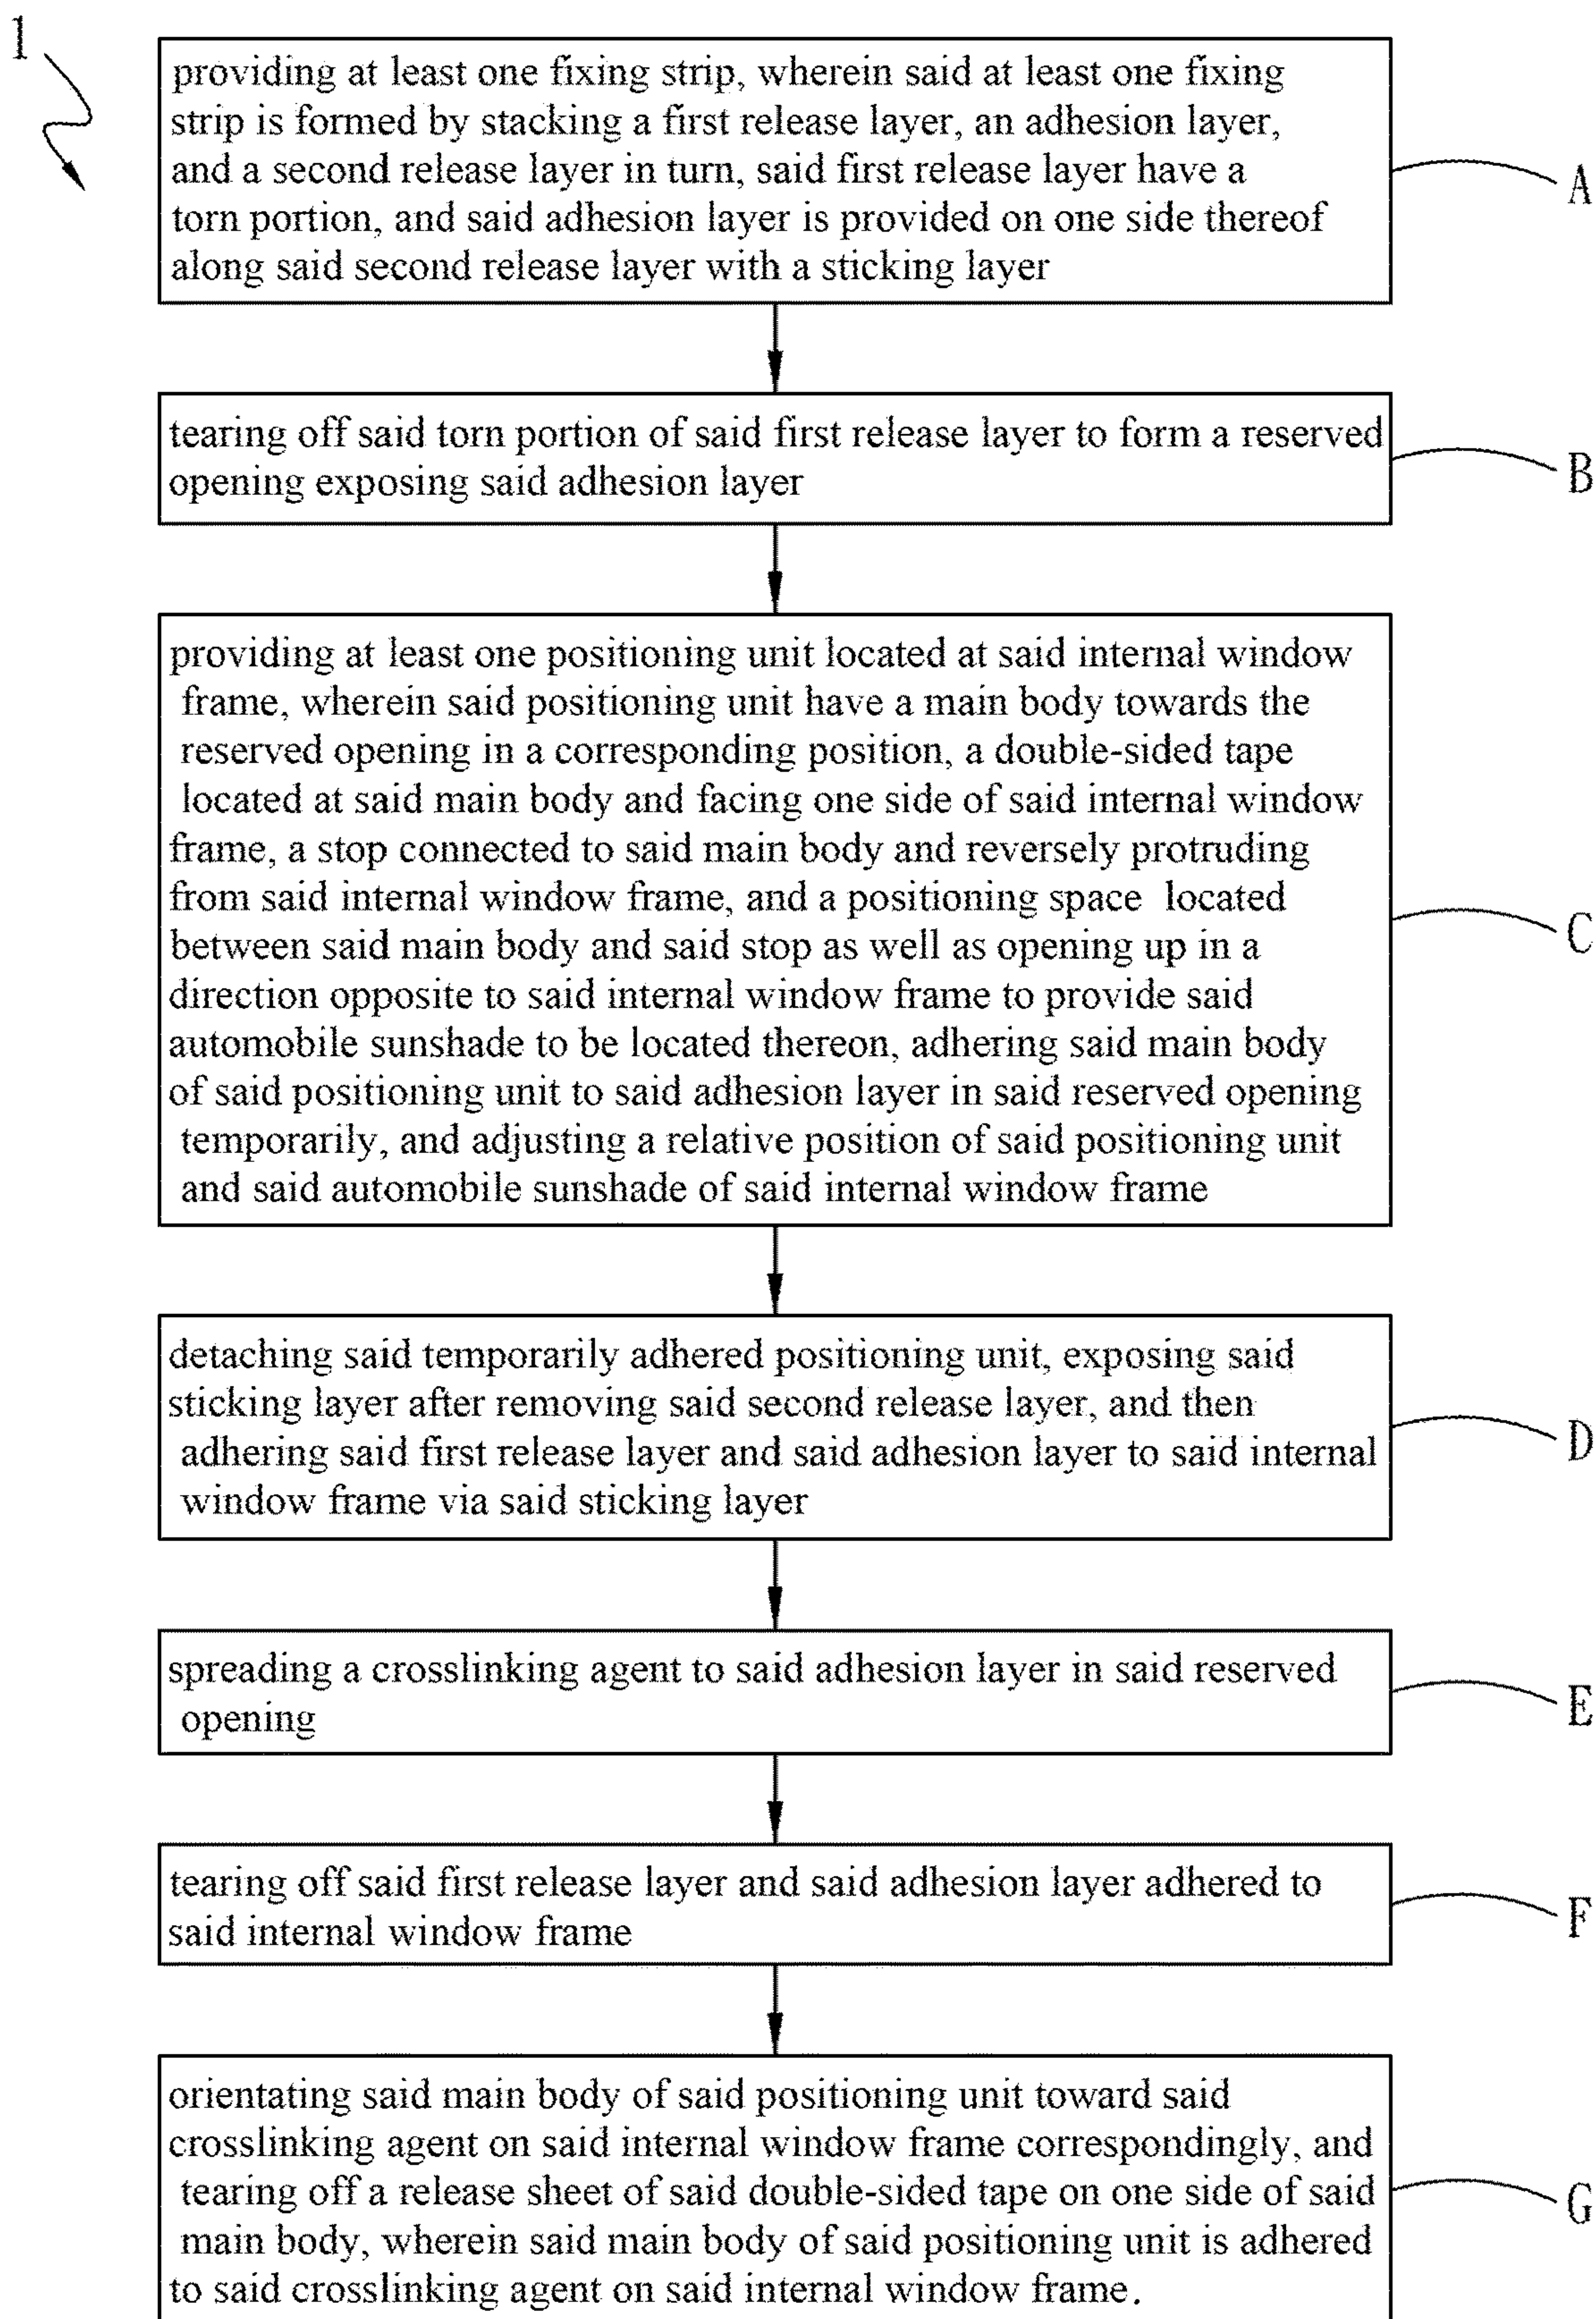 1
providing at least one fixing strip, wherein said at least one fixing
strip is formed by stacking a first release layer, an adhesion layer,
and a second release layer in turn, said first release layer have a
torn portion, and said adhesion layer is provided on one side thereof
along said second release layer with a sticking layer
A
tearing off said torn portion of said first release layer to form a reserved
opening exposing said adhesion layer
B
providing at least one positioning unit located at said internal window
frame, wherein said positioning unit have a main body towards the
reserved opening in a corresponding position, a double-sided tape
located at said main body and facing one side of said internal window
frame, a stop connected to said main body and reversely protruding
from said internal window frame, and a positioning space located
between said main body and said stop as well as opening up in a
direction opposite to said internal window frame to provide said
automobile sunshade to be located thereon, adhering said main body
of said positioning unit to said adhesion layer in said reserved opening
temporarily, and adjusting a relative position of said positioning unit
and said automobile sunshade of said internal window frame
C
detaching said temporarily adhered positioning unit, exposing said
sticking layer after removing said second release layer, and then
adhering said first release layer and said adhesion layer to said internal
window frame via said sticking layer
D
spreading a crosslinking agent to said adhesion layer in said reserved
opening
E
tearing off said first release layer and said adhesion layer adhered to
said internal window frame
F
orientating said main body of said positioning unit toward said
crosslinking agent on said internal window frame correspondingly, and
tearing off a release sheet of said double-sided tape on one side of said
main body, wherein said main body of said positioning unit is adhered
to said crosslinking agent on said internal window frame.
G